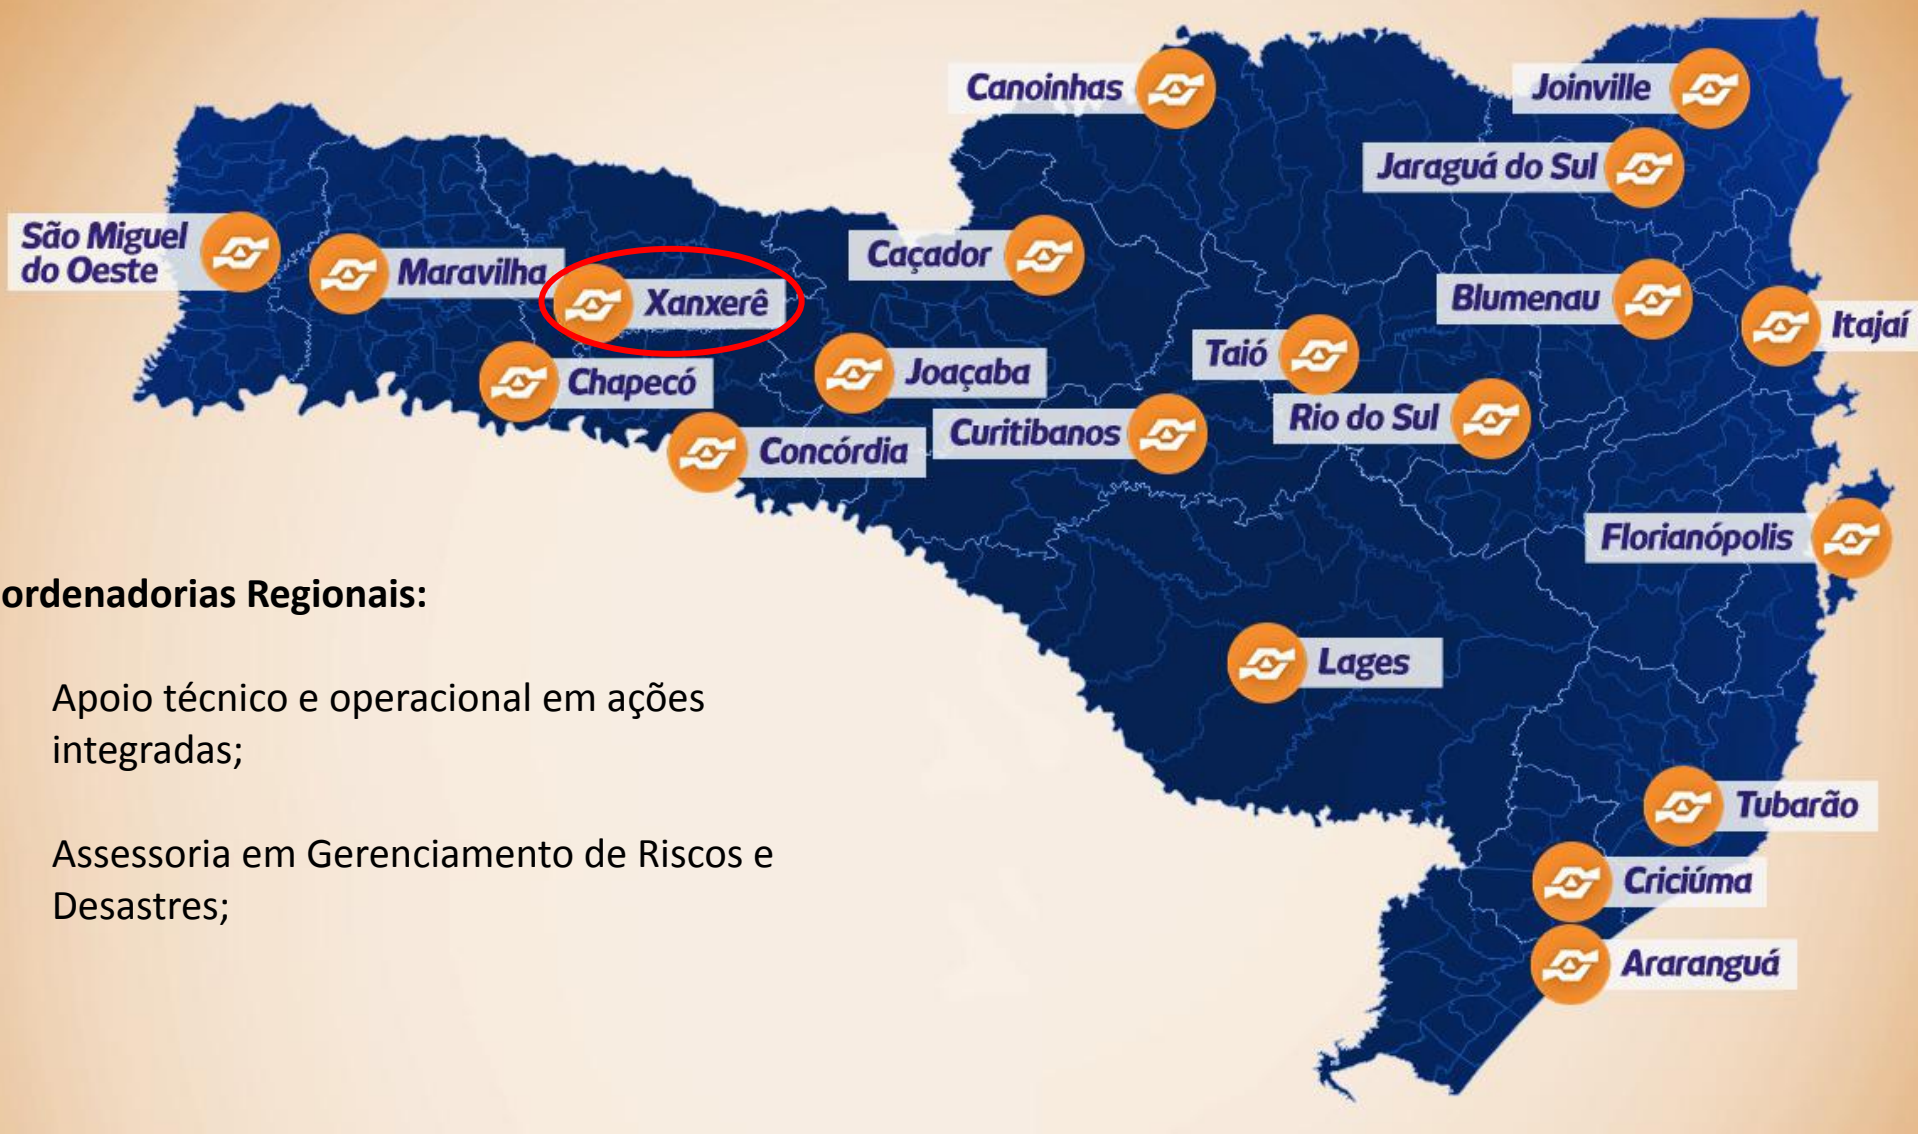 Canoinhas
Joinville
Jaraguá do Sul
São Miguel
do Oeste
Maravilha
Xanxerê
Caçador
Blumenau
Itajaí
Chapecó
Joaçaba
Taió
Concórdia
Curitibanos
Rio do Sul
Florianópolis
ordenadorias Regionais:
Lages
Apoio técnico e operacional em ações
integradas;
Tubarão
Assessoria em Gerenciamento de Riscos e
Desastres;
Criciúma
Araranguá